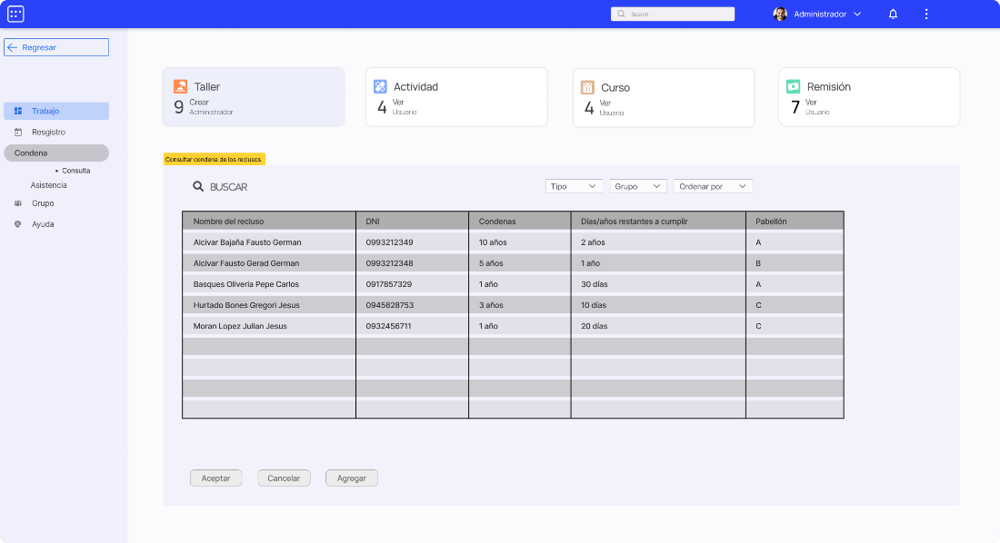 Search
Administrador
Regresar
Trabajo
Resgistro
Condena
• Consulta
Asistencia
Grupo
Ayuda
Taller
9 Crear
Administrador
Actividad
4 Ver
Usuario
Curso
4 Ver
Usuario
Remisión
7 Ver
Usuario
Consultar condena de los reclusos
BUSCAR
Tipo
Grupo
Ordenar por
Nombre del recluso DNI Condenas Días/años restantes a cumplir Pabellón
Alcivar Bajaña Fausto German 0993212349 10 años 2 años A
Alcivar Fausto Gerad German 0993212348 5 años 1 año B
Basques Oliveria Pepe Carlos 0917857329 1 año 30 días A
Hurtado Bones Gregori Jesus 0945628753 3 años 10 días C
Moran Lopez Julian Jesus 0932456711 1 año 20 días C
Aceptar
Cancelar
Agregar